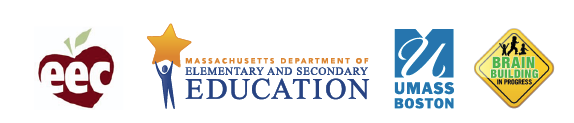 eec
MASSACHUSETTS DEPARTMENT OF
ELEMENTARY AND SECONDARY
EDUCATION
U
UMASS
BOSTON
BRAIN
BUILDING
IN PROGRESS